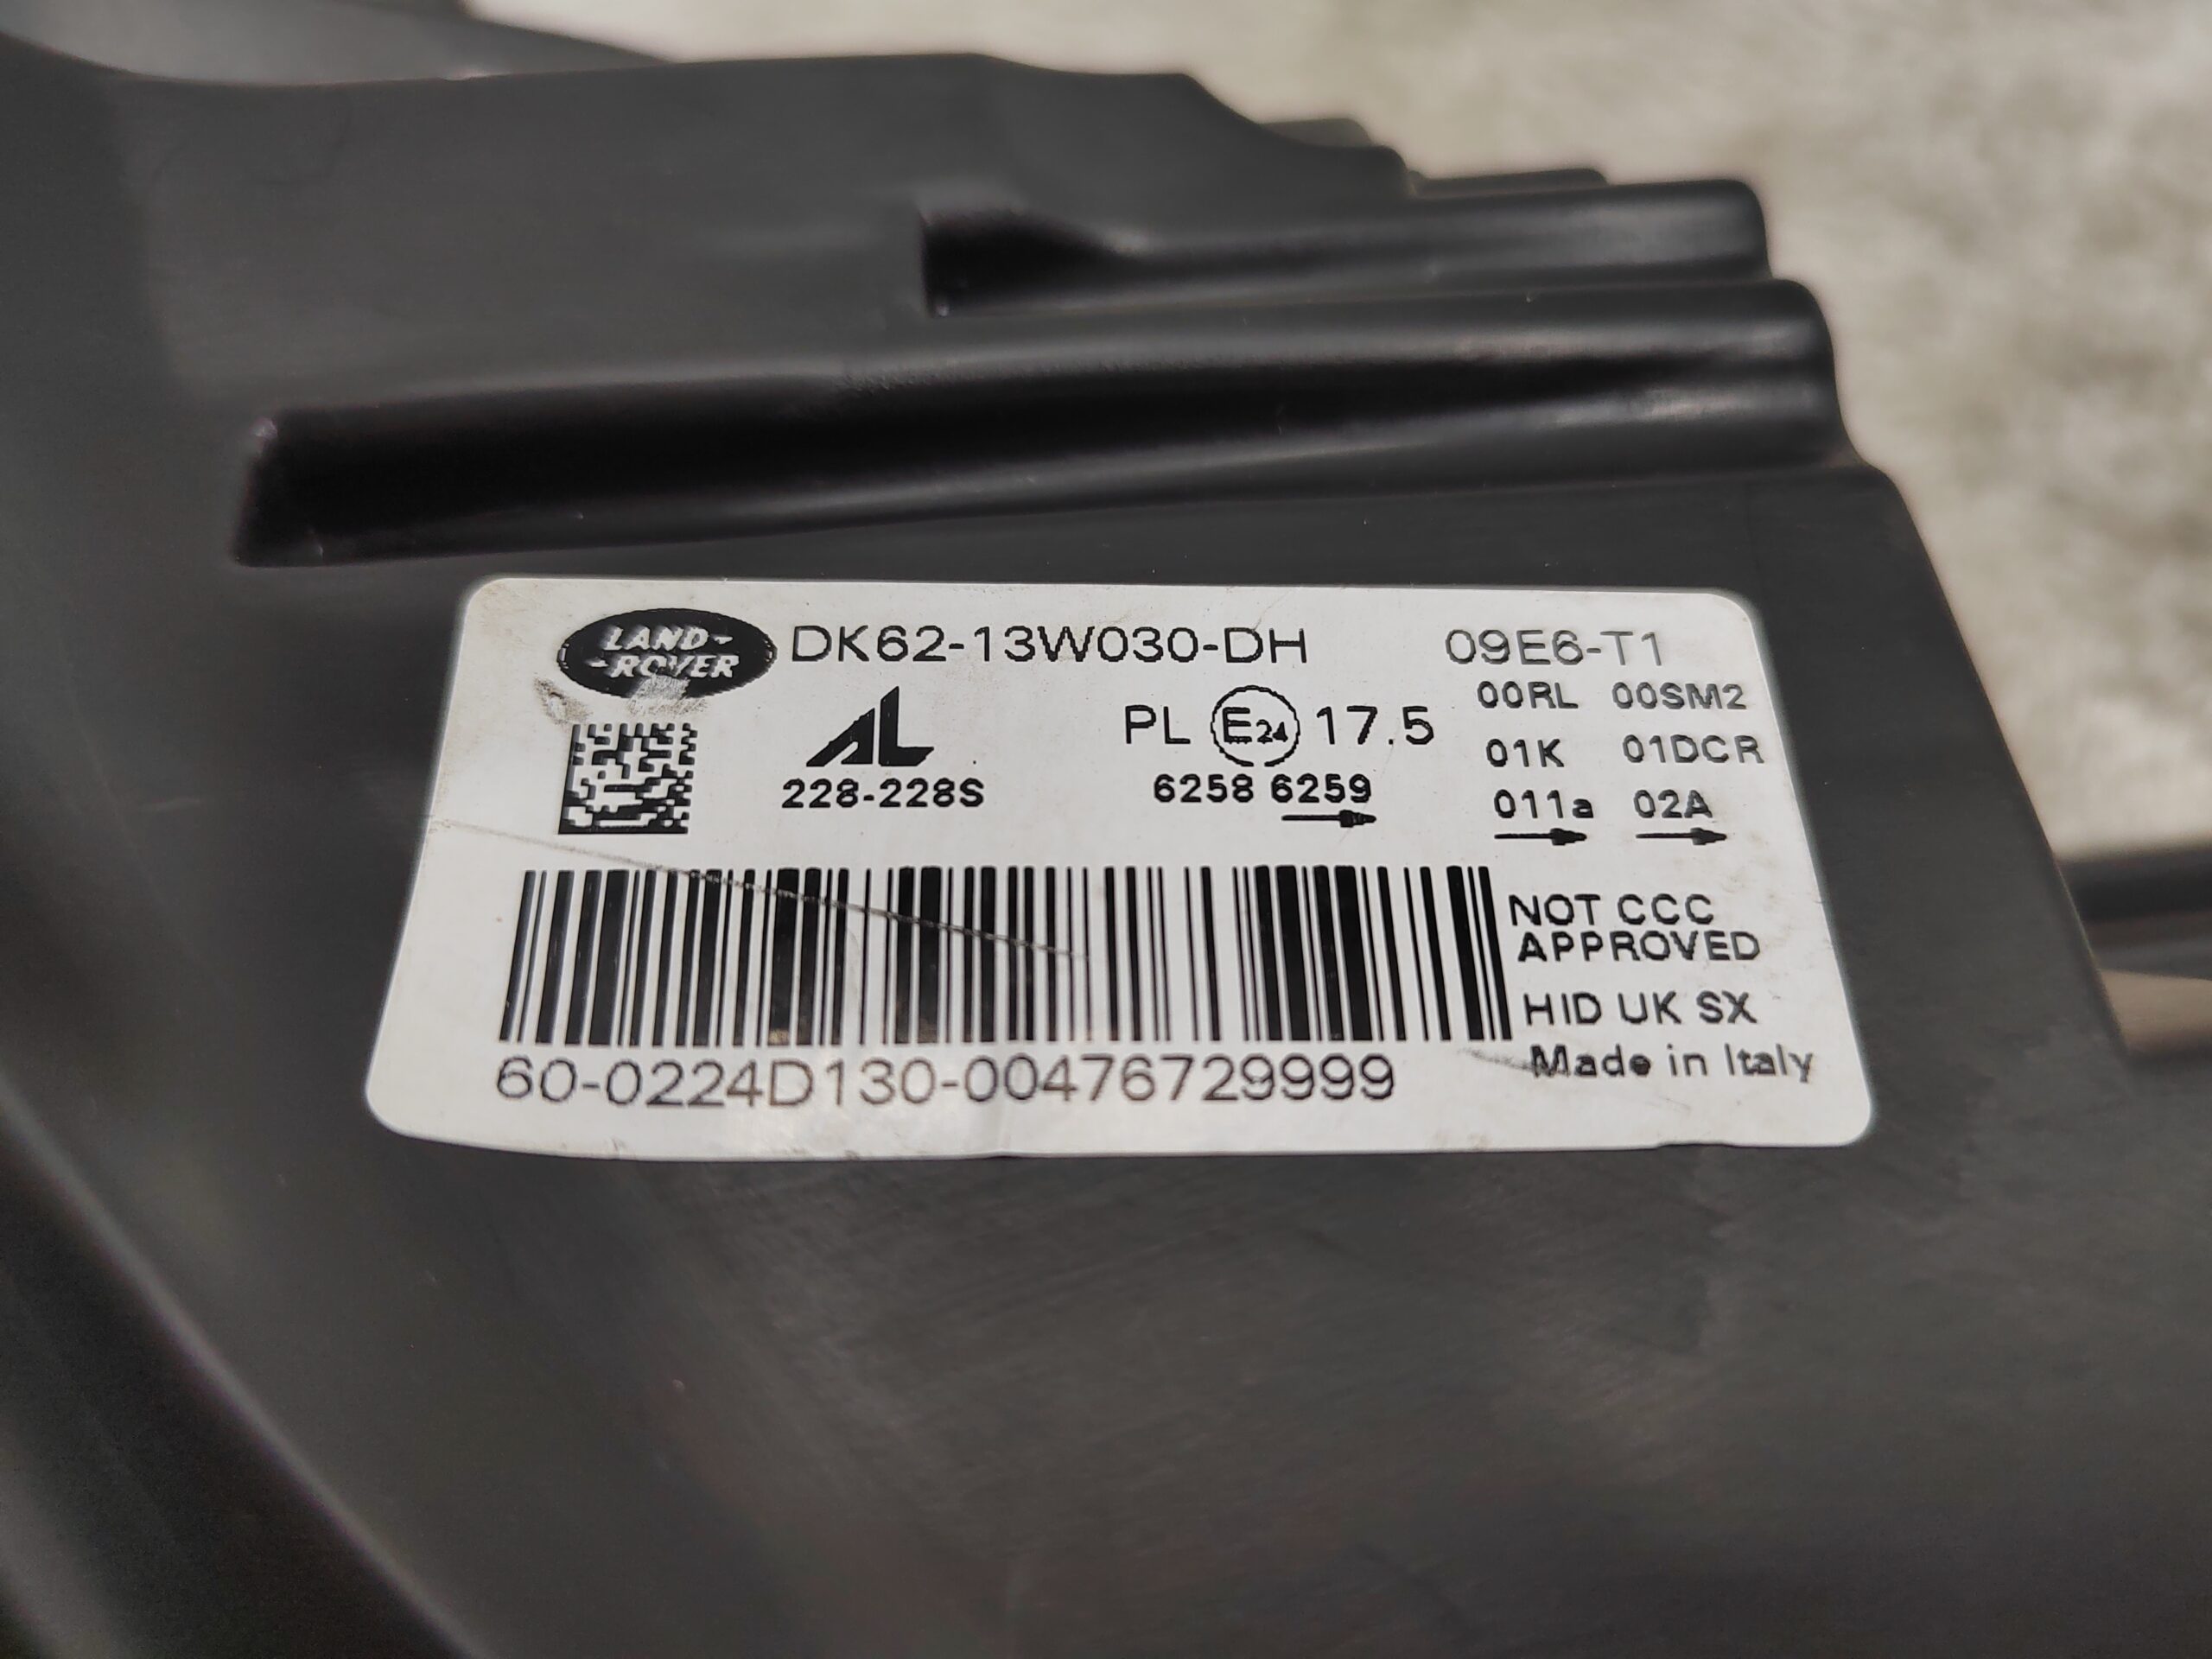 LAND-
-ROVER
DK62-13W030-DH
09E6-T1
00RL 00SM2
AL
PL E24 17.5
01K 01DCR
228-228S
6258 6259
011a 02A
NOT CCC
APPROVED
HID UK SX
Made in Italy
60-0224D130-00476729999